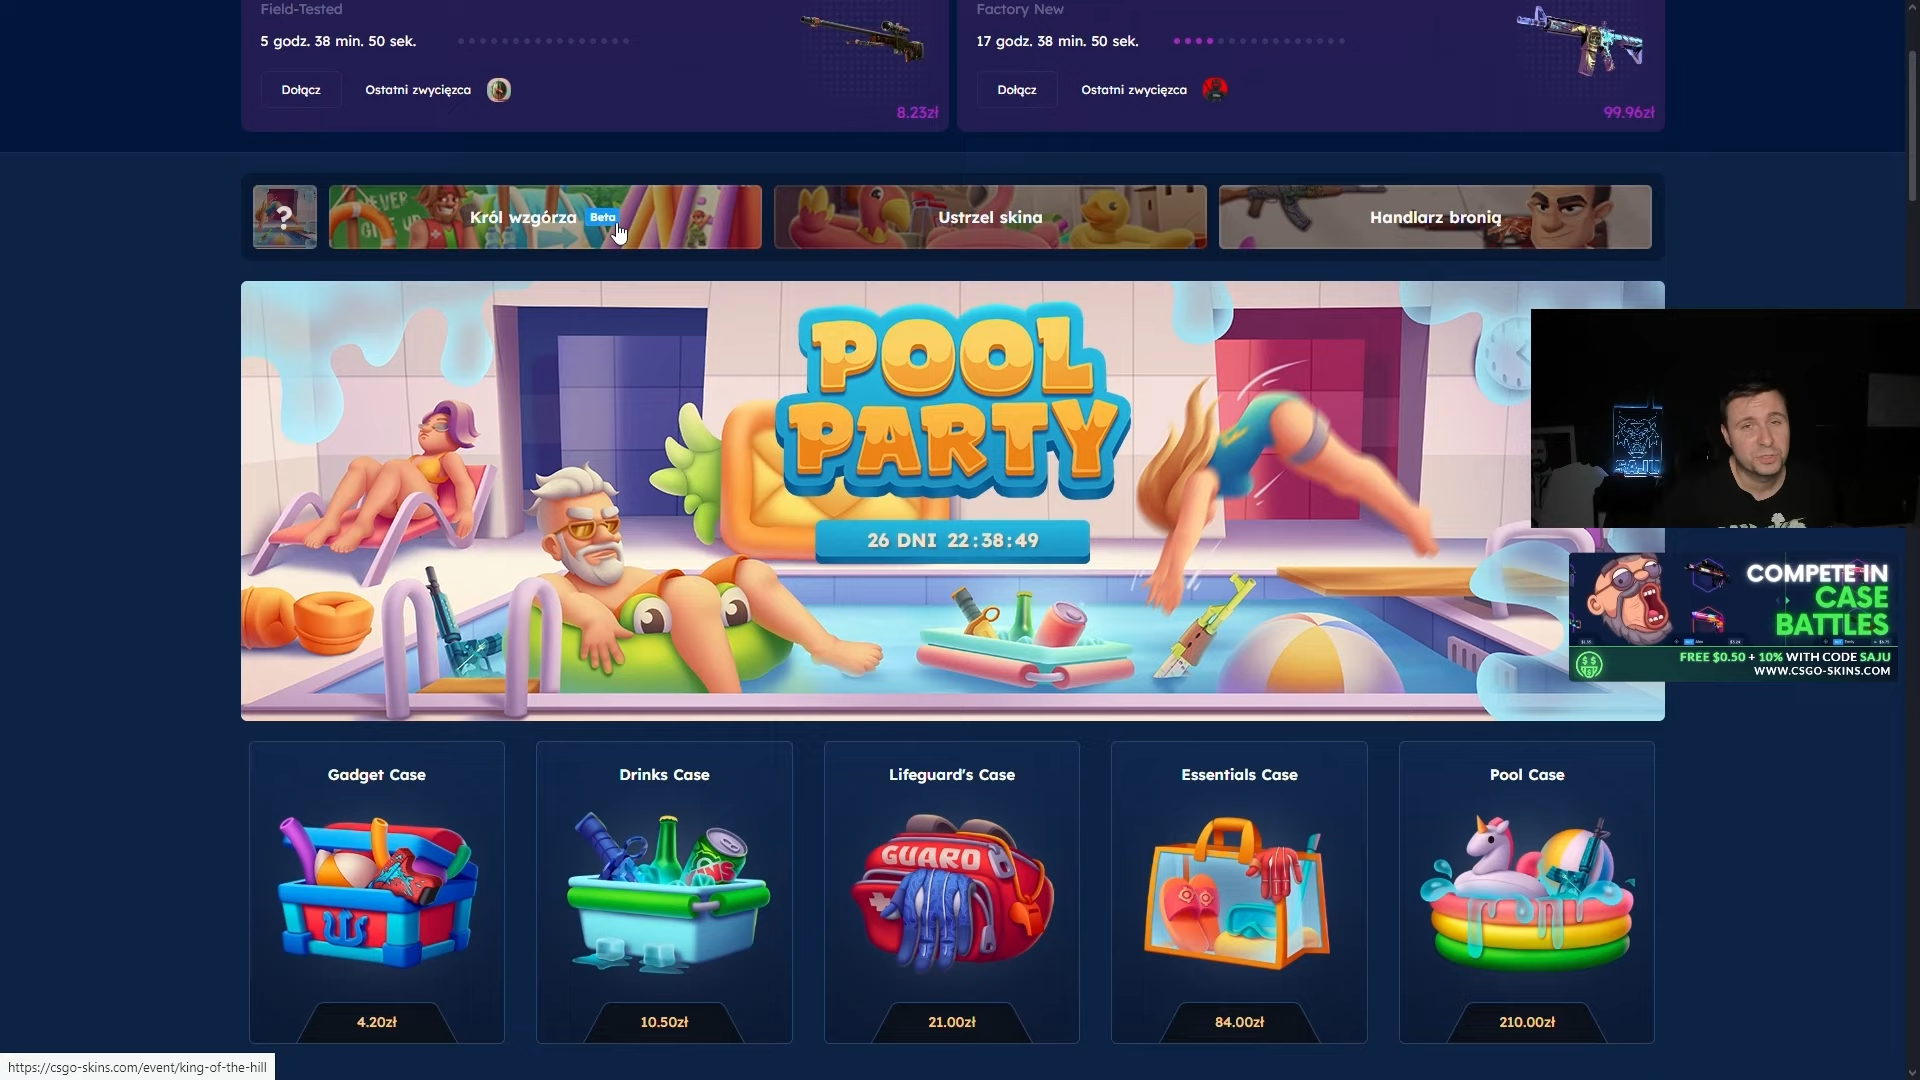 Field-Tested
5 godz. 38 min. 50 sek.
Dołącz
Ostatni zwycięzca
8.23zł
Factory New
17 godz. 38 min. 50 sek.
Dołącz
Ostatni zwycięzca
99.96zł
?
Król wzgórza Beta
Ustrzel skina
Handlarz bronią
POOL
PARTY
26 DNI 22:38:49
SAJU
COMPETE IN
CASE
BATTLES
FREE $0.50 + 10% WITH CODE SAJU
WWW.CSGO-SKINS.COM
Gadget Case
4.20zł
Drinks Case
10.50zł
Lifeguard's Case
GUARD
21.00zł
Essentials Case
84.00zł
Pool Case
210.00zł
https://csgo-skins.com/event/king-of-the-hill